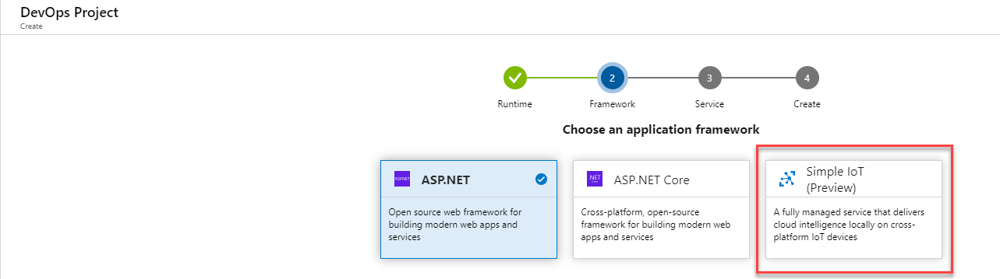 DevOps Project
Create
2
3
4
Runtime
Framework
Service
Create
Choose an application framework
ASP.NET
ASP.NET
Open source web framework for
building modern web apps and
services
.NET
Core
ASP.NET Core
Cross-platform, open-source
framework for building modern web
apps and services
Simple IoT
(Preview)
A fully managed service that delivers
cloud intelligence locally on cross-
platform IoT devices